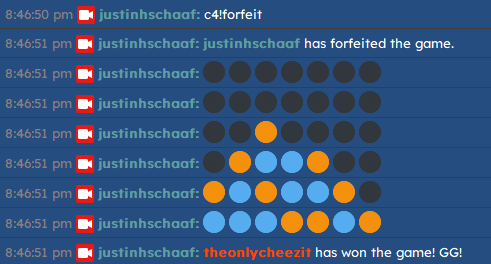 8:46:50 pm justinhschaaf: c4!forfeit
8:46:51 pm justinhschaaf: justinhschaaf has forfeited the game.
8:46:51 pm justinhschaaf:
8:46:51 pm justinhschaaf:
8:46:51 pm justinhschaaf:
8:46:51 pm justinhschaaf:
8:46:51 pm justinhschaaf:
8:46:51 pm justinhschaaf:
8:46:51 pm justinhschaaf: theonlycheezit has won the game! GG!